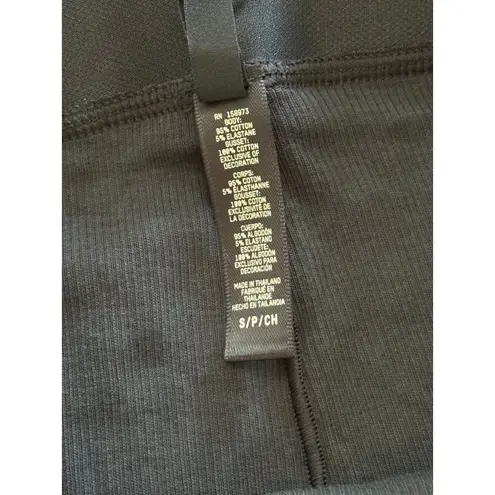 RN 158973
BODY:
95% COTTON
5% ELASTANE
GUSSET:
100% COTTON
EXCLUSIVE OF
DECORATION
CORPS:
95% COTON
5% ÉLASTHANNE
GOUSSET:
100% COTON
EXCLUSIVITÉ DE
LA DÉCORATION
CUERPO:
95% ALGODÓN
5% ELASTANO
ESCUDETE:
100% ALGODÓN
EXCLUSIVO PARA
DECORACIÓN
MADE IN THAILAND
FABRIQUÉ EN
THAILANDE
HECHO EN TAILANDIA
S/P/CH